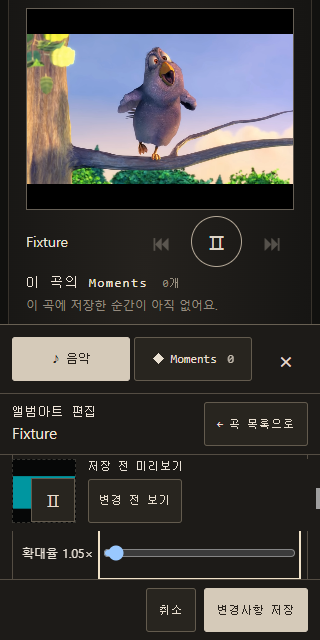 Fixture
이 곡의 Moments 0개
이 곡에 저장한 순간이 아직 없어요.
♪ 음악
◆ Moments 0
×
앨범아트 편집
Fixture
← 곡 목록으로
저장 전 미리보기
변경 전 보기
확대율 1.05×
취소
변경사항 저장